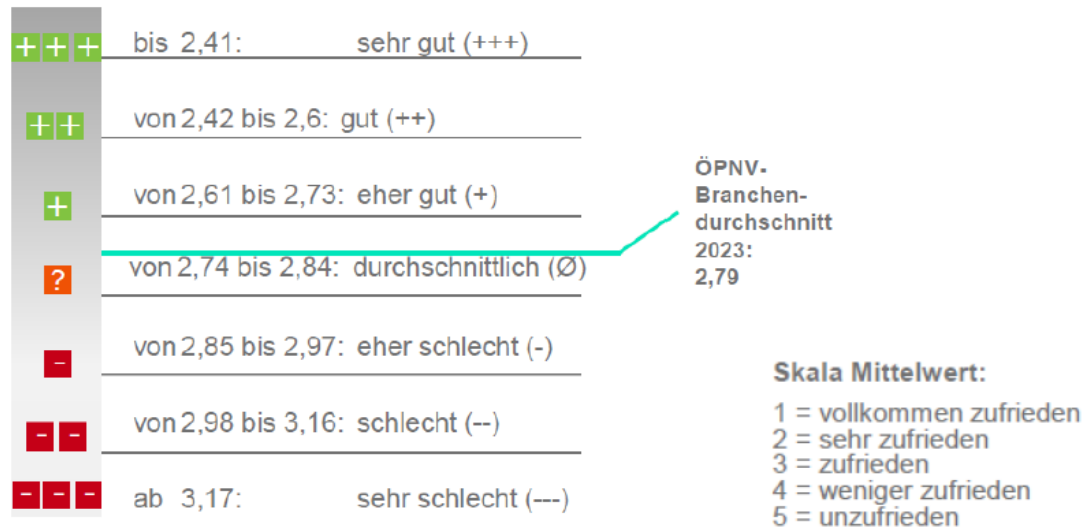 +++ bis 2,41: sehr gut (+++)
++ von 2,42 bis 2,6: gut (++)
+ von 2,61 bis 2,73: eher gut (+)
ÖPNV-
Branchen-
durchschnitt
2023:
2,79
? von 2,74 bis 2,84: durchschnittlich (Ø)
- von 2,85 bis 2,97: eher schlecht (-)
-- von 2,98 bis 3,16: schlecht (--)
--- ab 3,17: sehr schlecht (---)
Skala Mittelwert:
1 = vollkommen zufrieden
2 = sehr zufrieden
3 = zufrieden
4 = weniger zufrieden
5 = unzufrieden